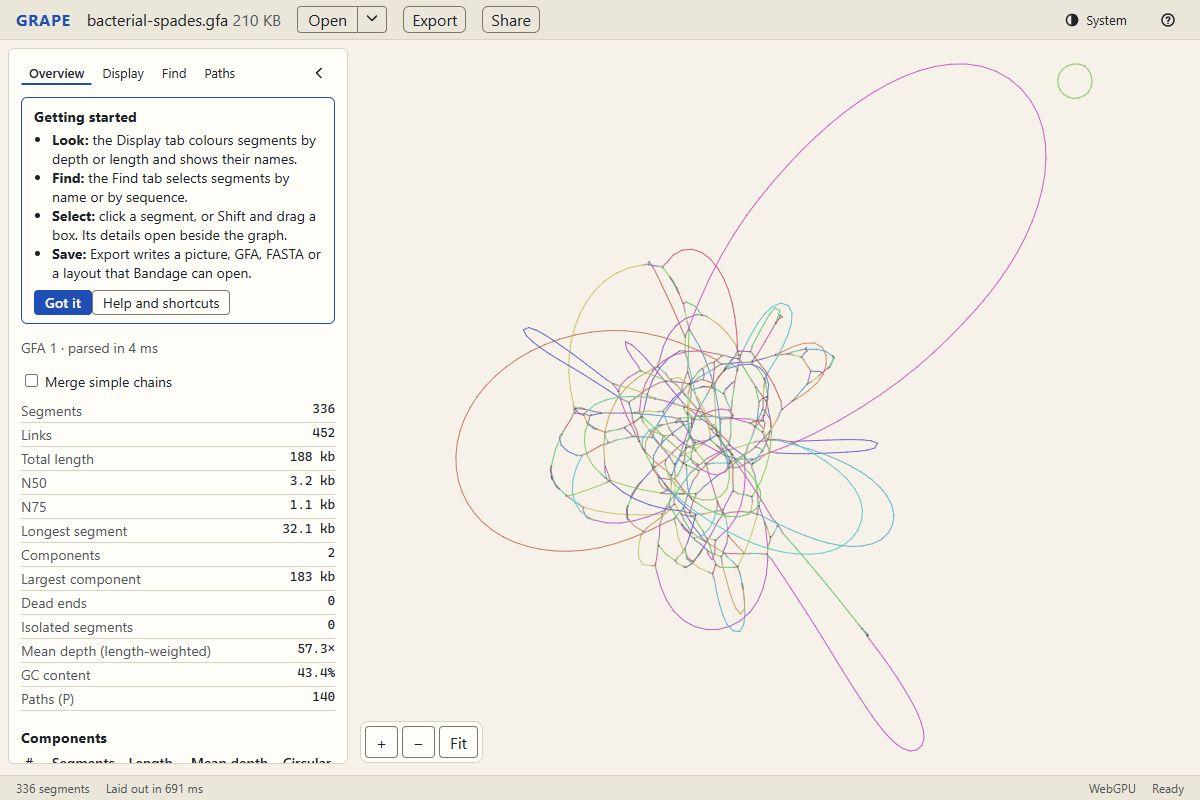 GRAPE bacterial-spades.gfa 210 KB Open Export Share System
Overview Display Find Paths
Getting started
• Look: the Display tab colours segments by
depth or length and shows their names.
• Find: the Find tab selects segments by
name or by sequence.
• Select: click a segment, or Shift and drag a
box. Its details open beside the graph.
• Save: Export writes a picture, GFA, FASTA or
a layout that Bandage can open.
Got it Help and shortcuts
GFA 1 · parsed in 4 ms
Merge simple chains
Segments 336
Links 452
Total length 188 kb
N50 3.2 kb
N75 1.1 kb
Longest segment 32.1 kb
Components 2
Largest component 183 kb
Dead ends 0
Isolated segments 0
Mean depth (length-weighted) 57.3×
GC content 43.4%
Paths (P) 140
Components
# Segments Length Mean depth Circular
+ − Fit
336 segments Laid out in 691 ms WebGPU Ready